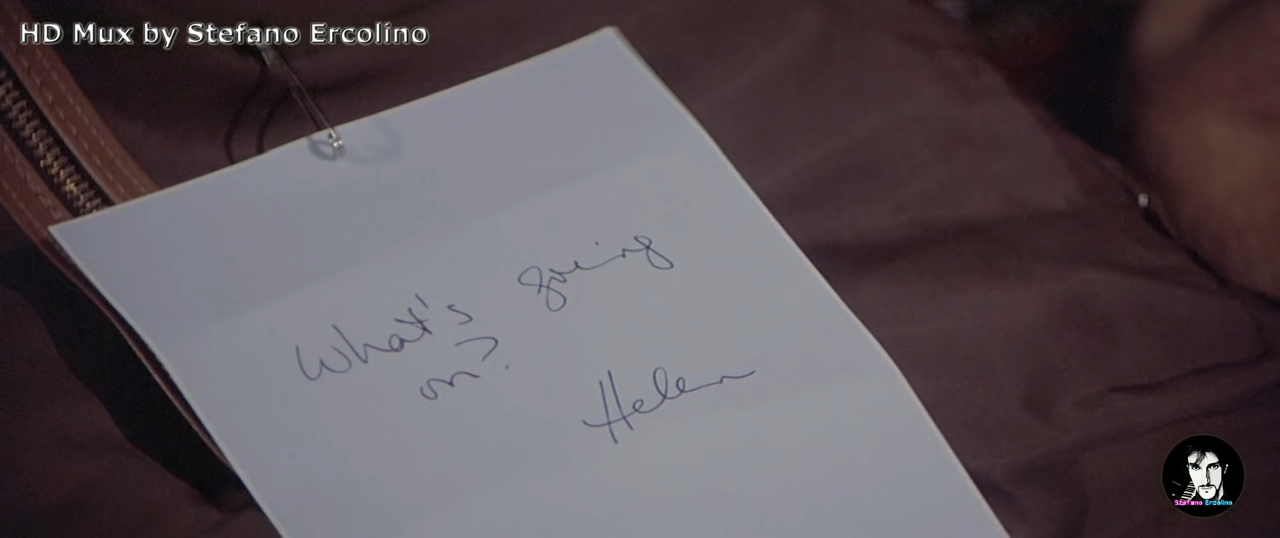 HD Mux by Stefano Ercolino
What's going
on?
Helen
Stefano Ercolino